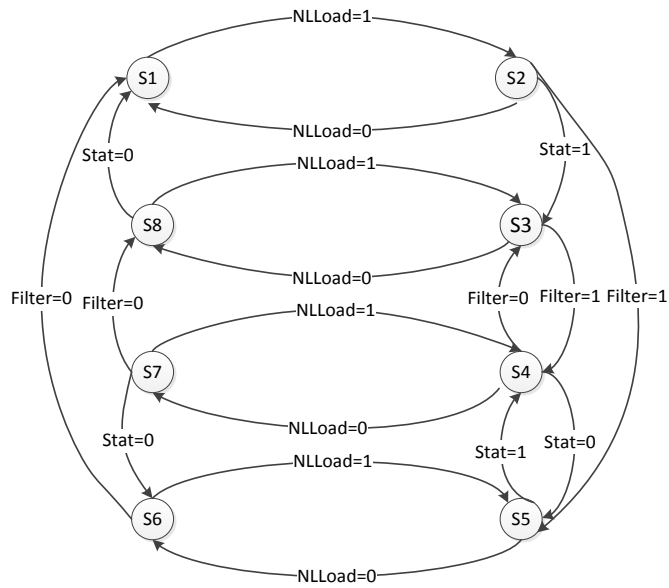 NLLoad=1
S1
S2
NLLoad=0
Stat=0
Stat=1
NLLoad=1
S8
S3
NLLoad=0
Filter=0
Filter=0
Filter=0
Filter=1
Filter=1
NLLoad=1
S7
S4
NLLoad=0
Stat=0
Stat=1
Stat=0
NLLoad=1
S6
S5
NLLoad=0